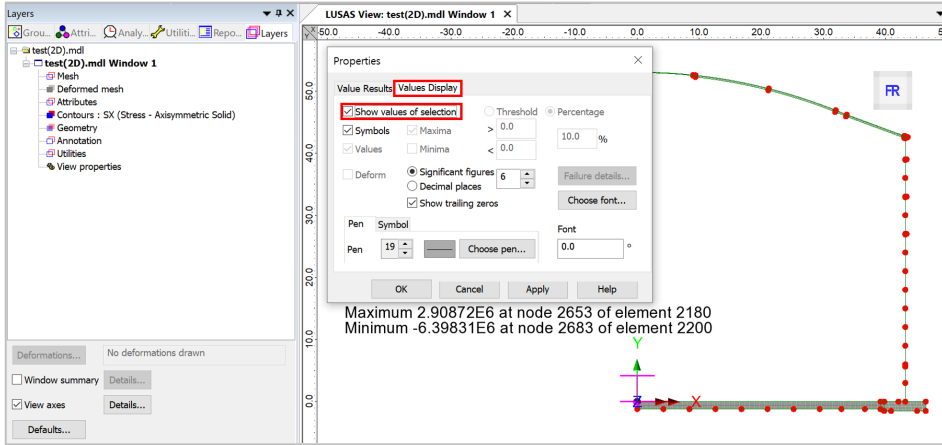 Layers
Grou... Attri... Analy... Utiliti... Repo... Layers
test(2D).mdl
test(2D).mdl Window 1
Mesh
Deformed mesh
Attributes
Contours : SX (Stress - Axisymmetric Solid)
Geometry
Annotation
Utilities
View properties
Deformations... No deformations drawn
Window summary Details...
View axes Details...
Defaults...
LUSAS View: test(2D).mdl Window 1 X
Y X -50.0 -40.0 -30.0 -20.0 -10.0 0.0 10.0 20.0 30.0 40.0 5
50.0
40.0
30.0
20.0
10.0
0.0
FR
Properties
Value Results Values Display
Show values of selection Threshold Percentage
Symbols Maxima > 0.0 10.0 %
Values Minima < 0.0
Deform Significant figures 6 Failure details...
Decimal places
Show trailing zeros Choose font...
Pen Symbol Font
Pen 19 Choose pen... 0.0 °
OK Cancel Apply Help
Maximum 2.90872E6 at node 2653 of element 2180
Minimum -6.39831E6 at node 2683 of element 2200
Y
Z X